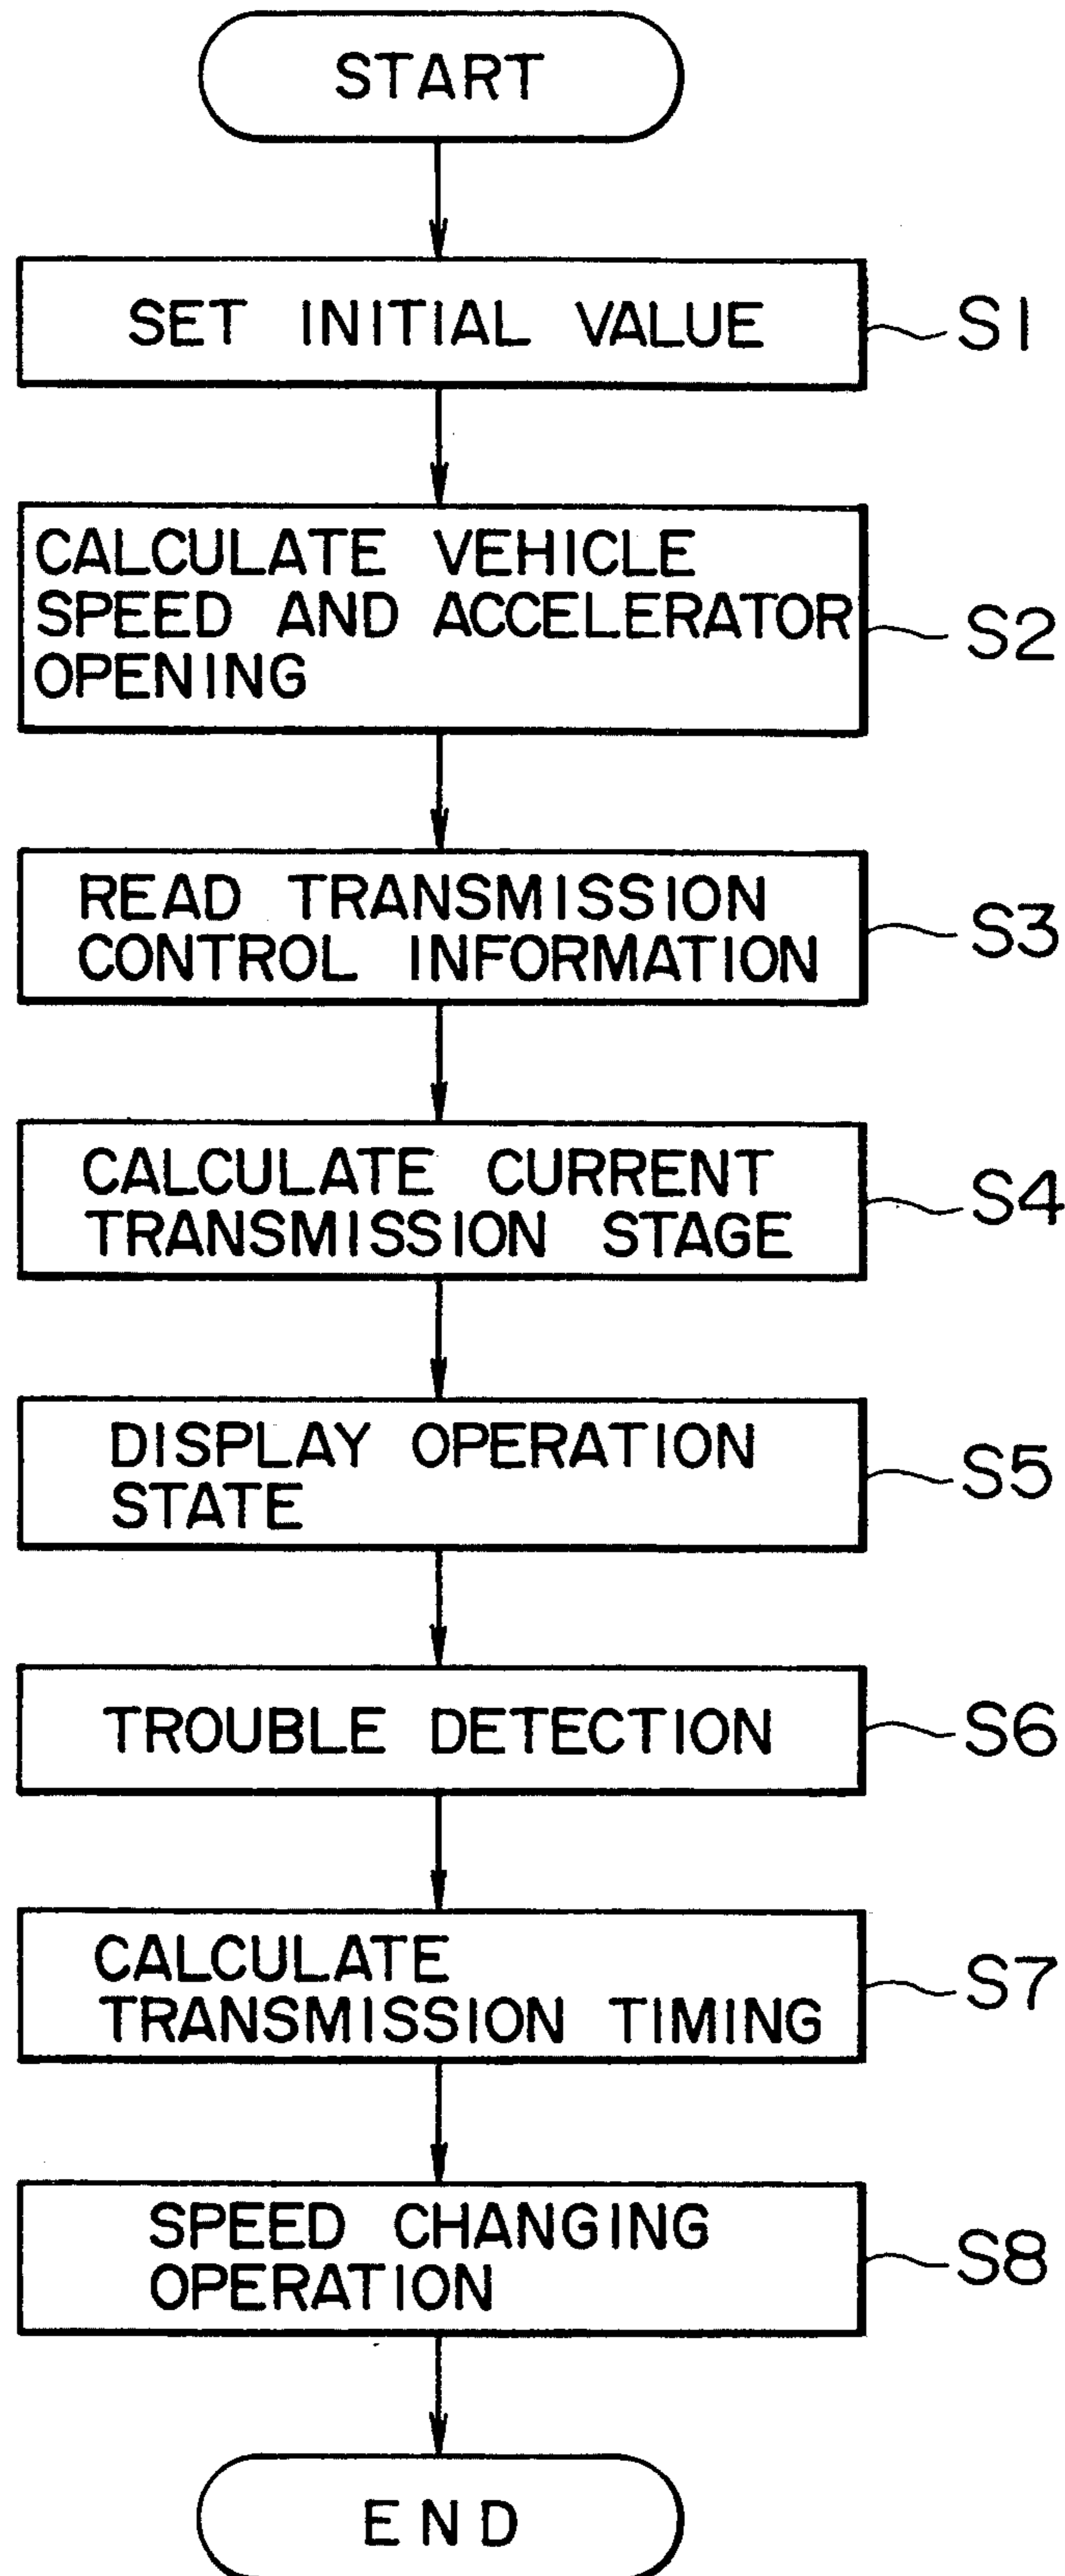 START
SET INITIAL VALUE
S1
CALCULATE VEHICLE
SPEED AND ACCELERATOR
OPENING
S2
READ TRANSMISSION
CONTROL INFORMATION
S3
CALCULATE CURRENT
TRANSMISSION STAGE
S4
DISPLAY OPERATION
STATE
S5
TROUBLE DETECTION
S6
CALCULATE
TRANSMISSION TIMING
S7
SPEED CHANGING
OPERATION
S8
END